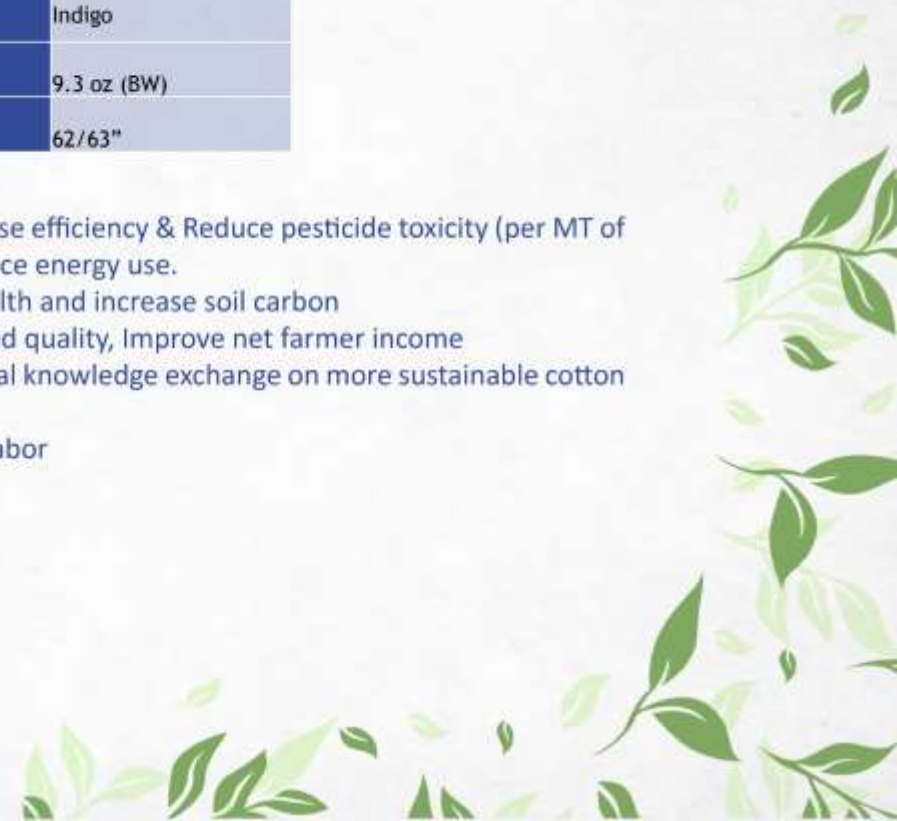 Indigo
9.3 oz (BW)
62/63"
se efficiency & Reduce pesticide toxicity (per MT of
ce energy use.
lth and increase soil carbon
d quality, Improve net farmer income
al knowledge exchange on more sustainable cotton
abor